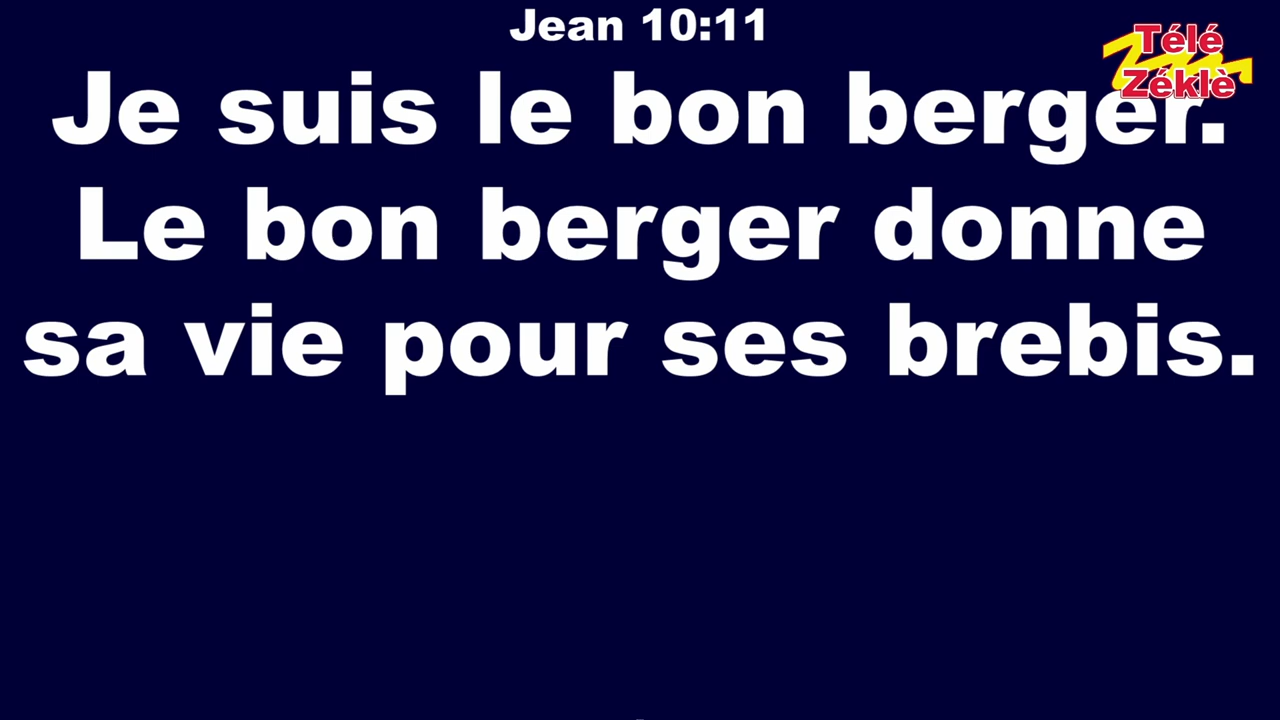 Jean 10:11
Télé
Zéklè
Je suis le bon berger.
Le bon berger donne
sa vie pour ses brebis.